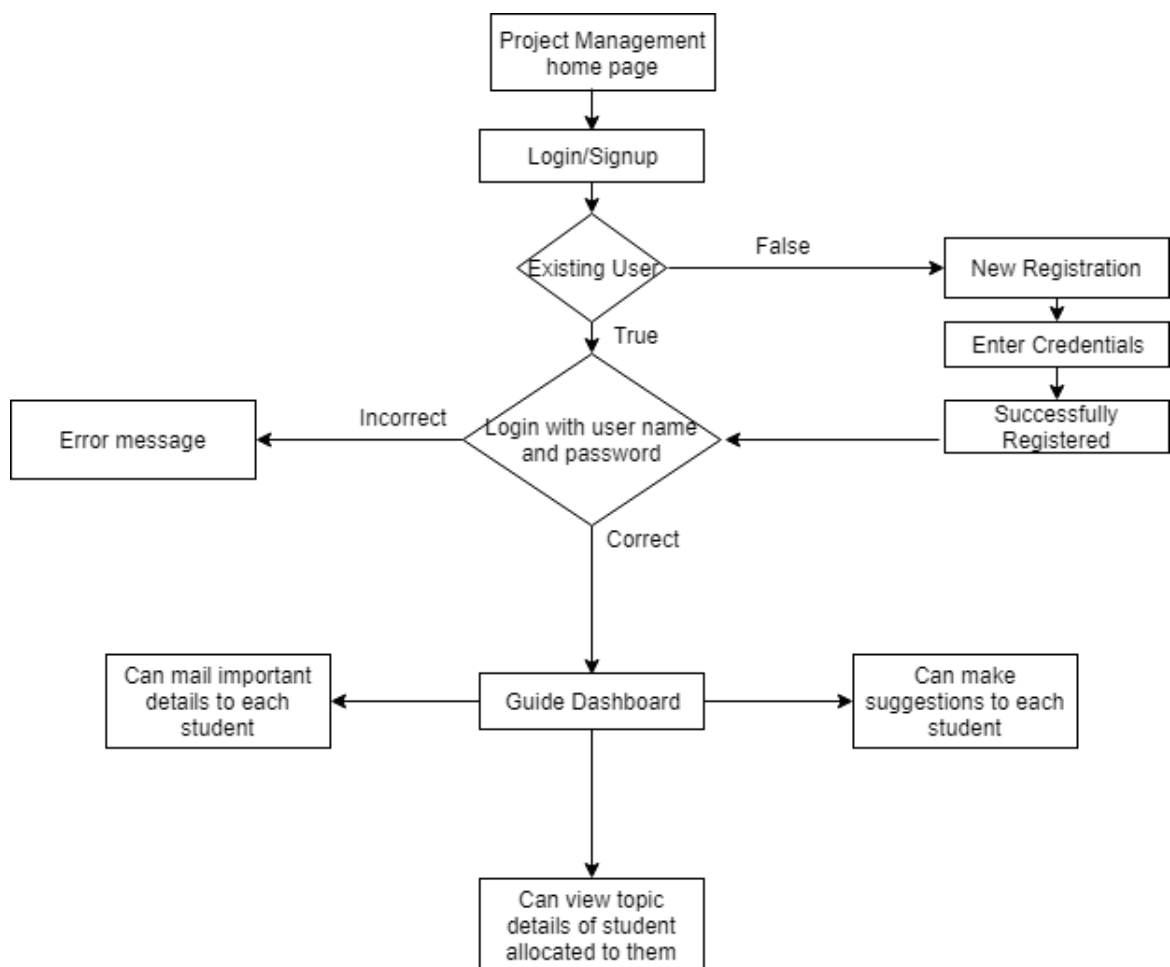 Project Management
home page
Login/Signup
False
Existing User
New Registration
True
Enter Credentials
Successfully
Registered
Incorrect
Login with user name
and password
Error message
Correct
Can mail important
details to each
student
Guide Dashboard
Can make
suggestions to each
student
Can view topic
details of student
allocated to them